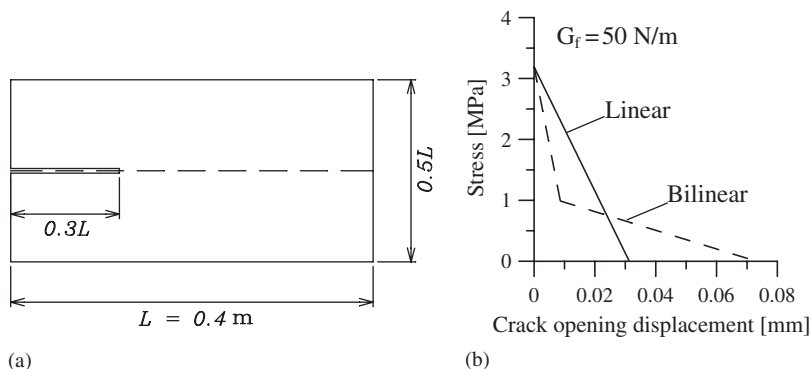 0.3L
0.5L
L = 0.4 m
(a)
G_f = 50 N/m
Stress [MPa]
4
3
2
1
0
Linear
Bilinear
0
0.02
0.04
0.06
0.08
Crack opening displacement [mm]
(b)